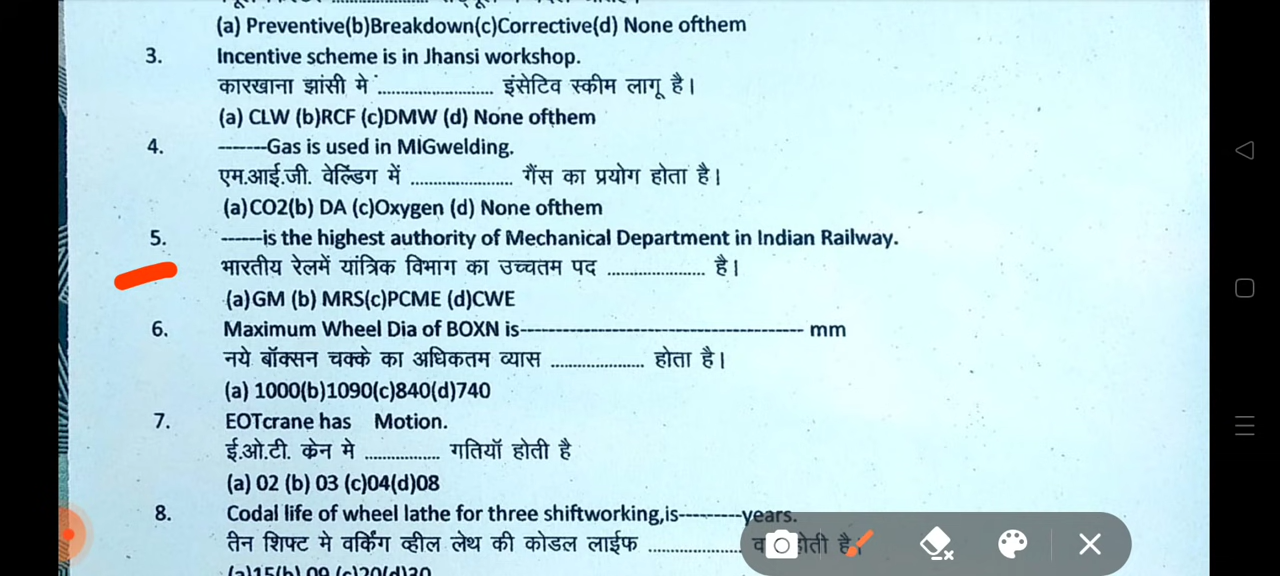 (a) Preventive(b)Breakdown(c)Corrective(d) None ofthem
3. Incentive scheme is in Jhansi workshop.
कारखाना झांसी मे ...................... इंसेटिव स्कीम लागू है।
(a) CLW (b)RCF (c)DMW (d) None ofthem
4. -------Gas is used in MIGwelding.
एम.आई.जी. वेल्डिंग में ................... गैंस का प्रयोग होता है।
(a)CO2(b) DA (c)Oxygen (d) None ofthem
5. ------is the highest authority of Mechanical Department in Indian Railway.
भारतीय रेलमें यांत्रिक विभाग का उच्चतम पद .................. है।
(a)GM (b) MRS(c)PCME (d)CWE
6. Maximum Wheel Dia of BOXN is---------------------------------------- mm
नये बॉक्सन चक्के का अधिकतम व्यास ................. होता है।
(a) 1000(b)1090(c)840(d)740
7. EOTcrane has Motion.
ई.ओ.टी. केन मे .............. गतियॉ होती है
(a) 02 (b) 03 (c)04(d)08
8. Codal life of wheel lathe for three shiftworking,is---------years.
तेन शिफ्ट मे वर्किंग व्हील लेथ की कोडल लाईफ ................. होती है
(a)15(b) 09 (c)20(d)30